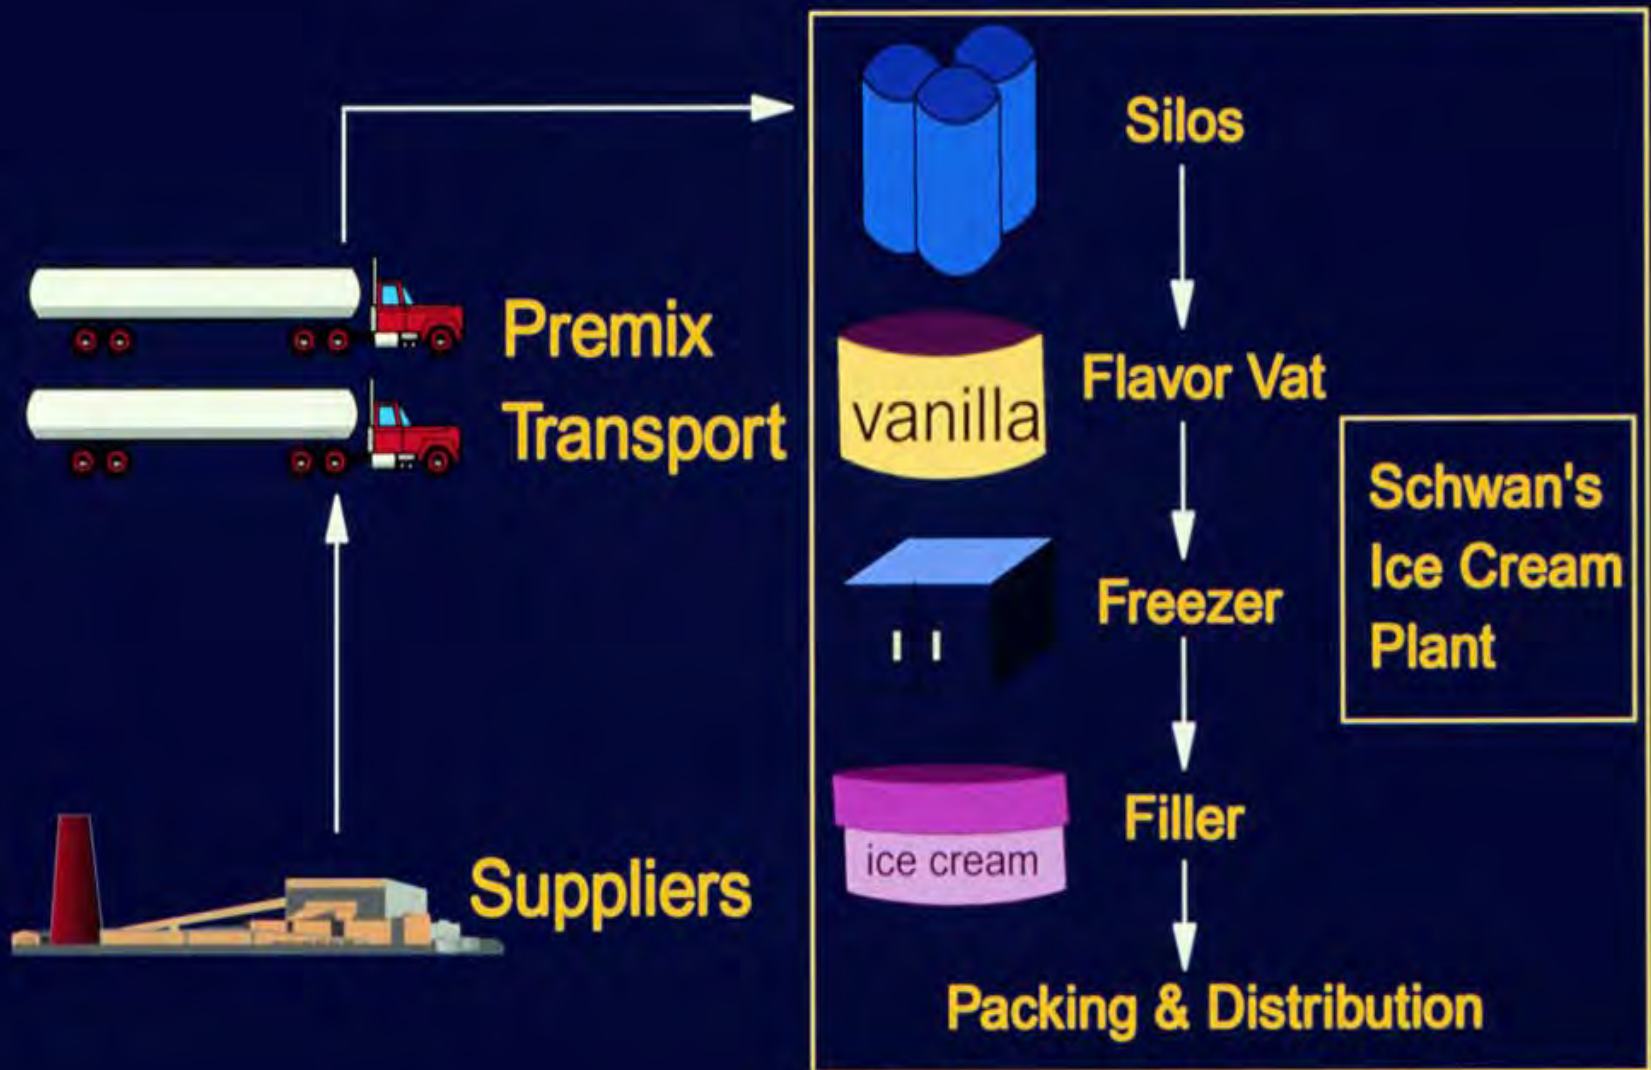 Silos
Premix
Transport
vanilla
Flavor Vat
Schwan's
Ice Cream
Plant
Freezer
Suppliers
ice cream
Filler
Packing & Distribution